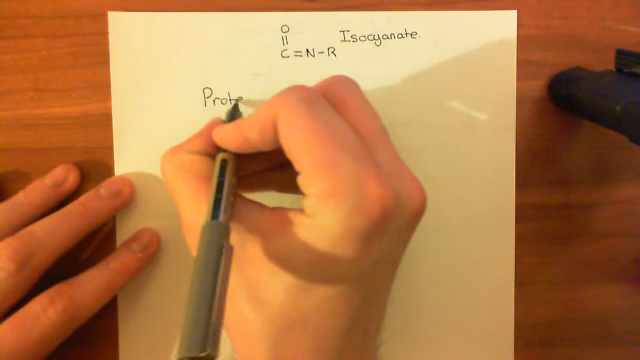 O
||
C=N-R Isocyanate.
Prote